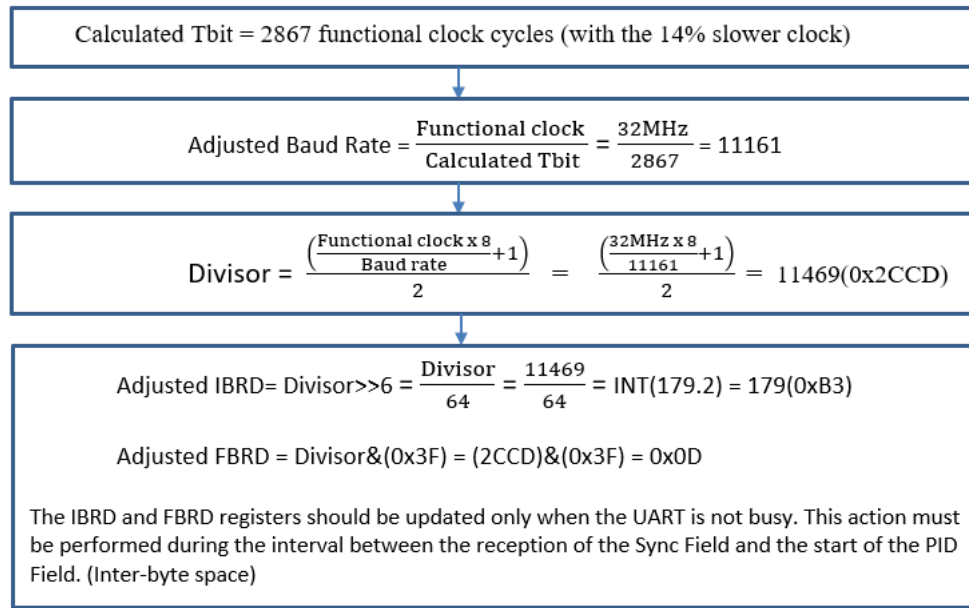 Calculated Tbit = 2867 functional clock cycles (with the 14% slower clock)
Adjusted Baud Rate = Functional clock / Calculated Tbit = 32MHz / 2867 = 11161
Divisor = ((Functional clock x 8 / Baud rate) +1) / 2 = ((32MHz x 8 / 11161) +1) / 2 = 11469(0x2CCD)
Adjusted IBRD= Divisor>>6 = Divisor / 64 = 11469 / 64 = INT(179.2) = 179(0xB3)
Adjusted FBRD = Divisor&(0x3F) = (2CCD)&(0x3F) = 0x0D
The IBRD and FBRD registers should be updated only when the UART is not busy. This action must
be performed during the interval between the reception of the Sync Field and the start of the PID
Field. (Inter-byte space)